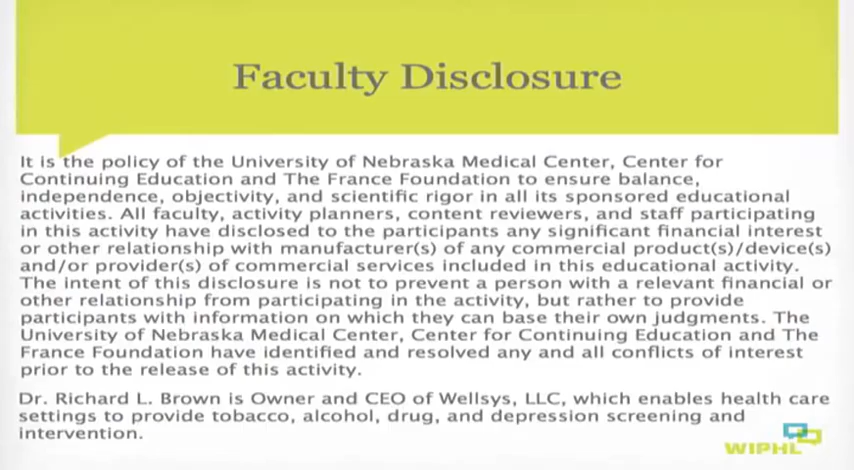 Faculty Disclosure
It is the policy of the University of Nebraska Medical Center, Center for
Continuing Education and The France Foundation to ensure balance,
independence, objectivity, and scientific rigor in all its sponsored educational
activities. All faculty, activity planners, content reviewers, and staff participating
in this activity have disclosed to the participants any significant financial interest
or other relationship with manufacturer(s) of any commercial product(s)/device(s)
and/or provider(s) of commercial services included in this educational activity.
The intent of this disclosure is not to prevent a person with a relevant financial or
other relationship from participating in the activity, but rather to provide
participants with information on which they can base their own judgments. The
University of Nebraska Medical Center, Center for Continuing Education and The
France Foundation have identified and resolved any and all conflicts of interest
prior to the release of this activity.
Dr. Richard L. Brown is Owner and CEO of Wellsys, LLC, which enables health care
settings to provide tobacco, alcohol, drug, and depression screening and
intervention.
WIPHL